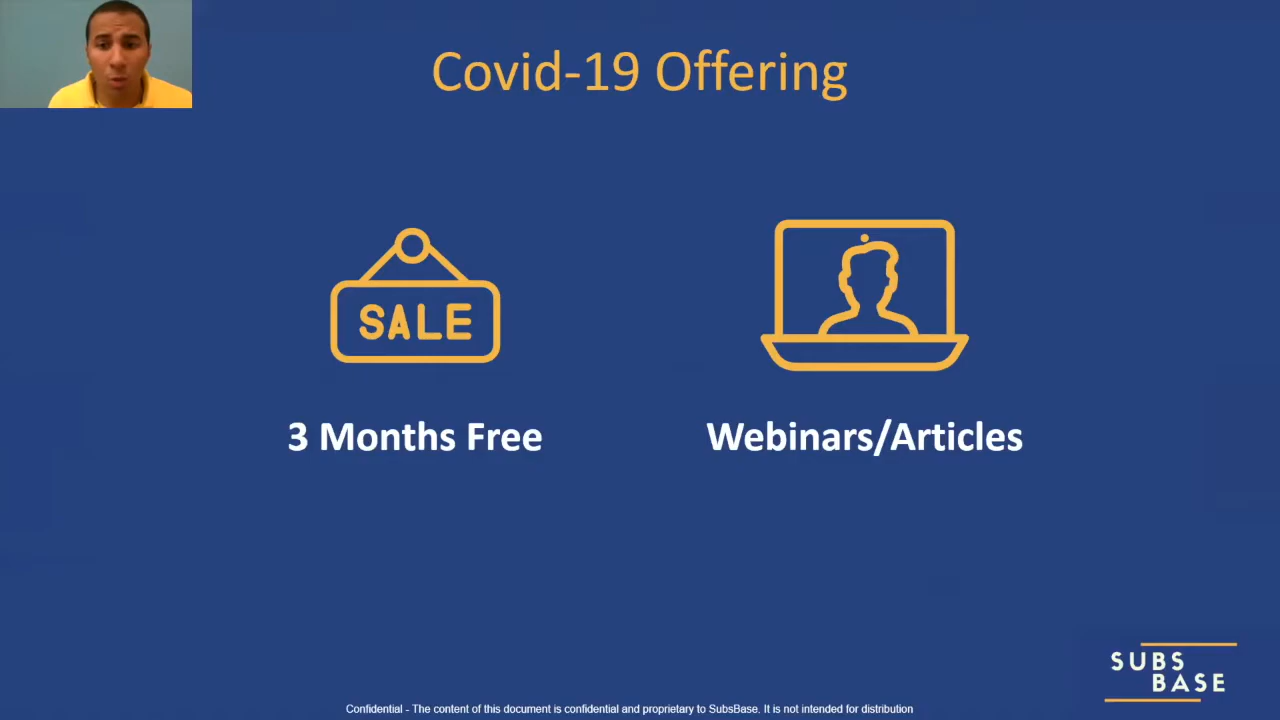 Covid-19 Offering
SALE
3 Months Free
Webinars/Articles
SUBS
BASE
Confidential - The content of this document is confidential and proprietary to SubsBase. It is not intended for distribution